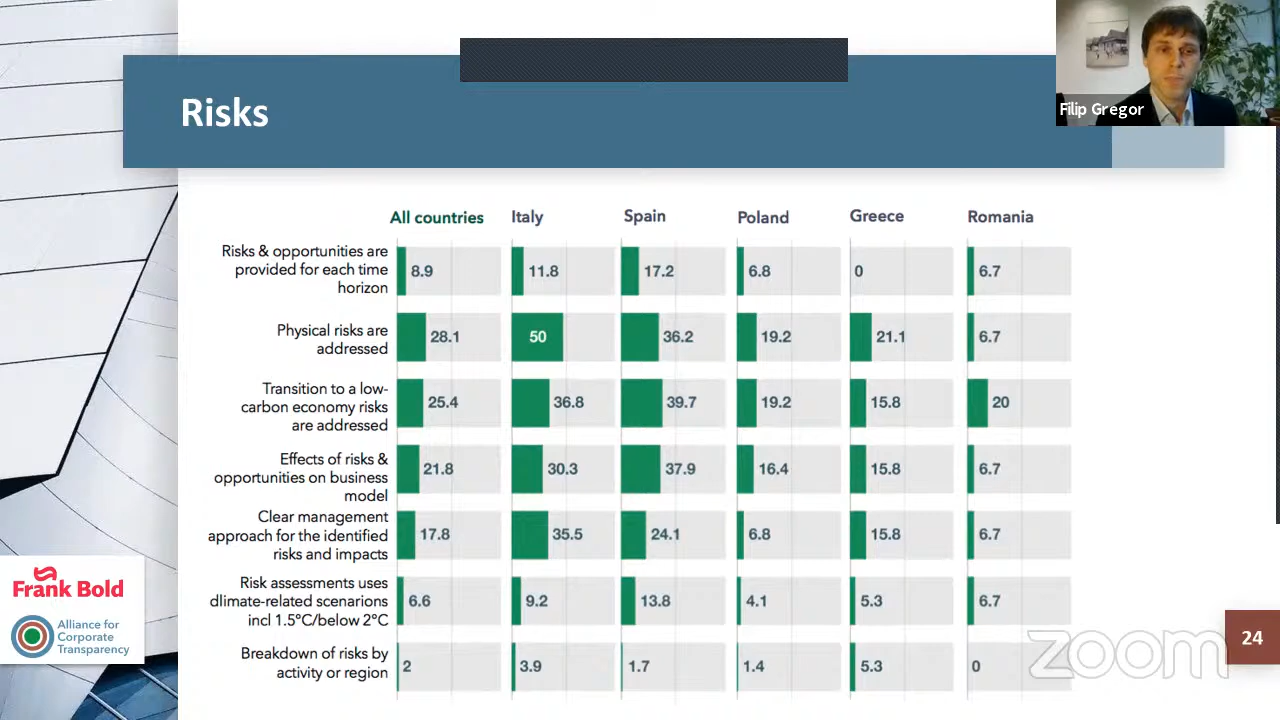 Filip Gregor
Risks
All countries Italy Spain Poland Greece Romania
Risks & opportunities are
provided for each time
horizon
8.9 11.8 17.2 6.8 0 6.7
Physical risks are
addressed
28.1 50 36.2 19.2 21.1 6.7
Transition to a low-
carbon economy risks
are addressed
25.4 36.8 39.7 19.2 15.8 20
Effects of risks &
opportunities on business
model
21.8 30.3 37.9 16.4 15.8 6.7
Clear management
approach for the identified
risks and impacts
17.8 35.5 24.1 6.8 15.8 6.7
Risk assessments uses
dlimate-related scenarions
incl 1.5°C/below 2°C
6.6 9.2 13.8 4.1 5.3 6.7
Breakdown of risks by
activity or region
2 3.9 1.7 1.4 5.3 0
Frank Bold
Alliance for
Corporate
Transparency
24
zoom